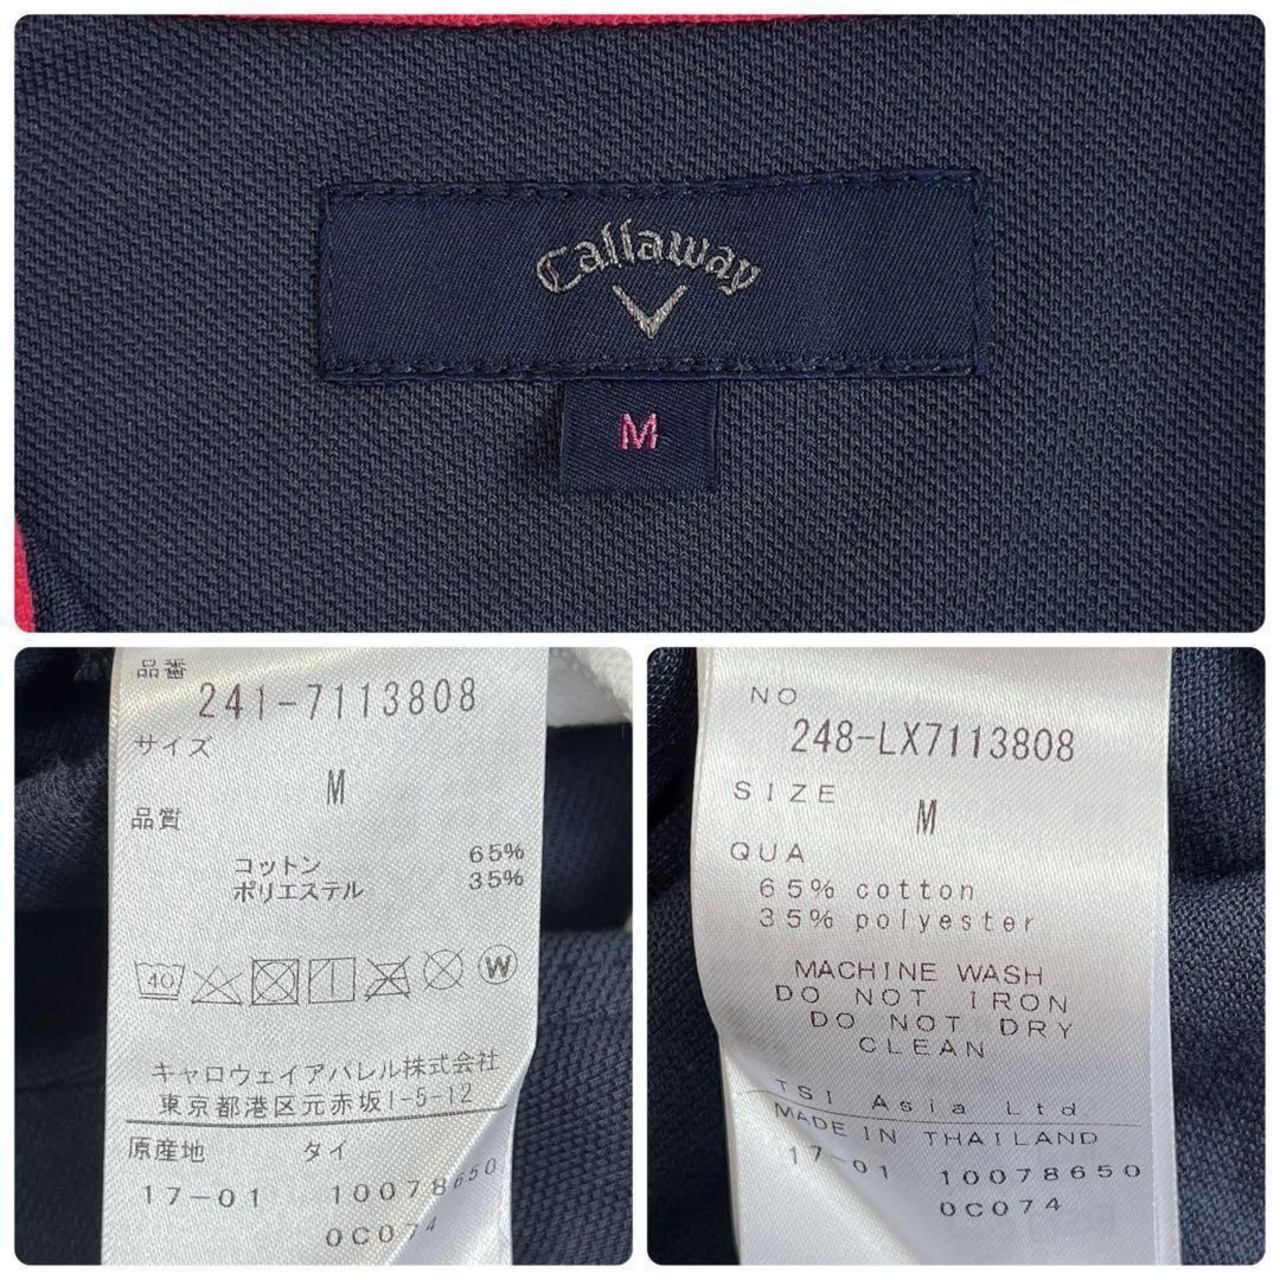 Callaway
M
品番
241-7113808
サイズ
M
品質
コットン 65%
ポリエステル 35%
40 W
キャロウェイアパレル株式会社
東京都港区元赤坂1-5-12
原産地 タイ
17-01 10078650
0C074
NO
248-LX7113808
SIZE M
QUA
65% cotton
35% polyester
MACHINE WASH
DO NOT IRON
DO NOT DRY
CLEAN
TSI Asia Ltd
MADE IN THAILAND
17-01 10078650
0C074